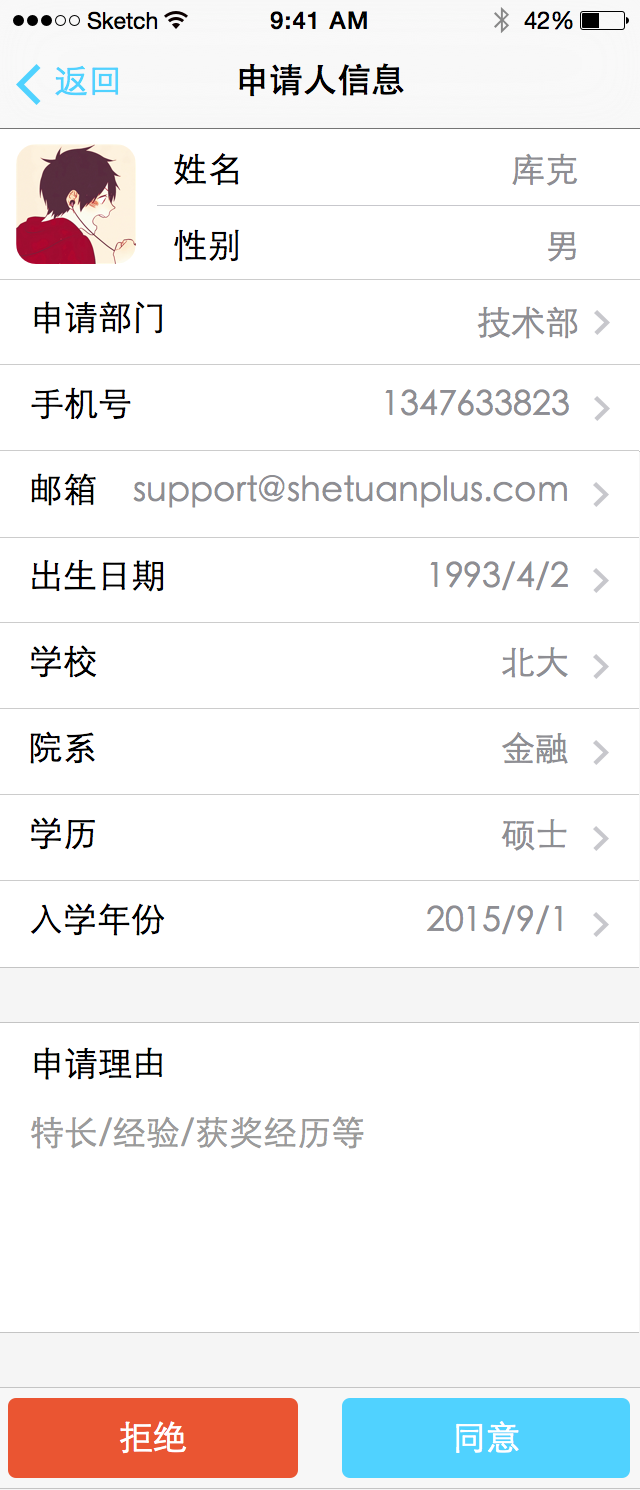 Sketch 9:41 AM 42%
返回 申请人信息
姓名 库克
性别 男
申请部门 技术部
手机号 1347633823
邮箱 support@shetuanplus.com
出生日期 1993/4/2
学校 北大
院系 金融
学历 硕士
入学年份 2015/9/1
申请理由
特长/经验/获奖经历等
拒绝 同意